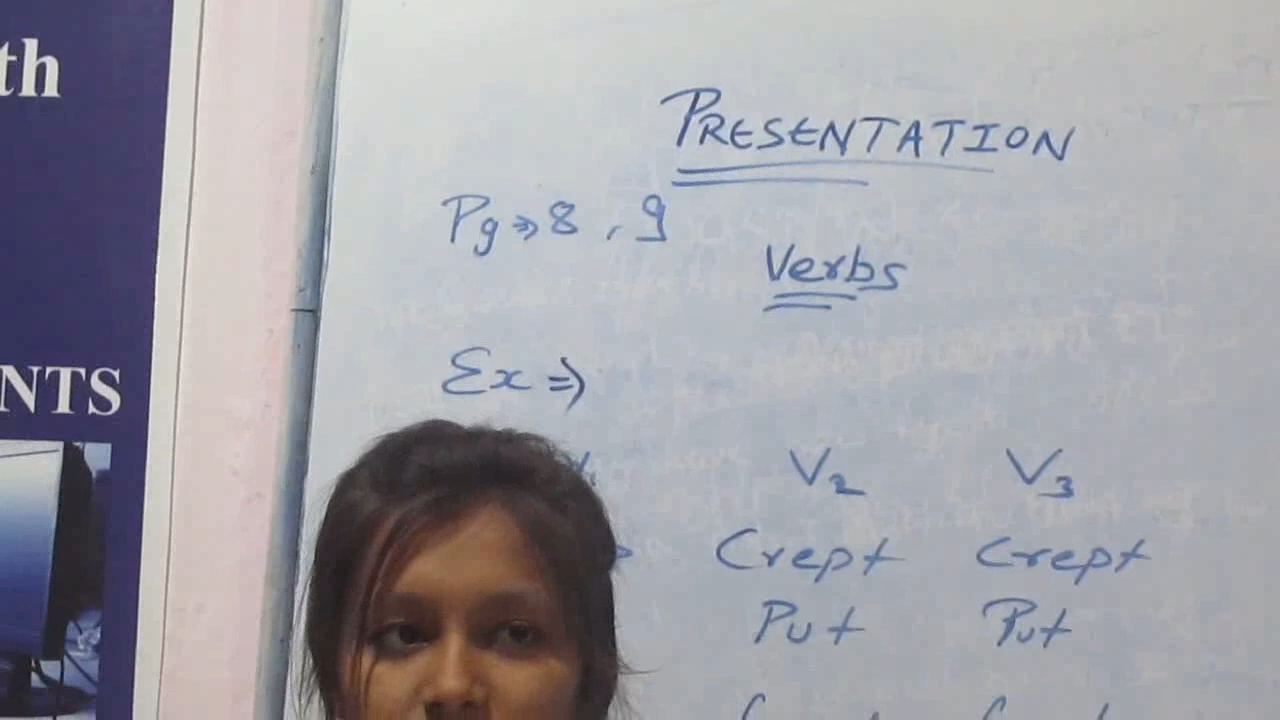 th
NTS
PRESENTATION
Pg ⇒ 8 , 9
Verbs
Ex ⇒
V2 V3
Crept Crept
Put Put